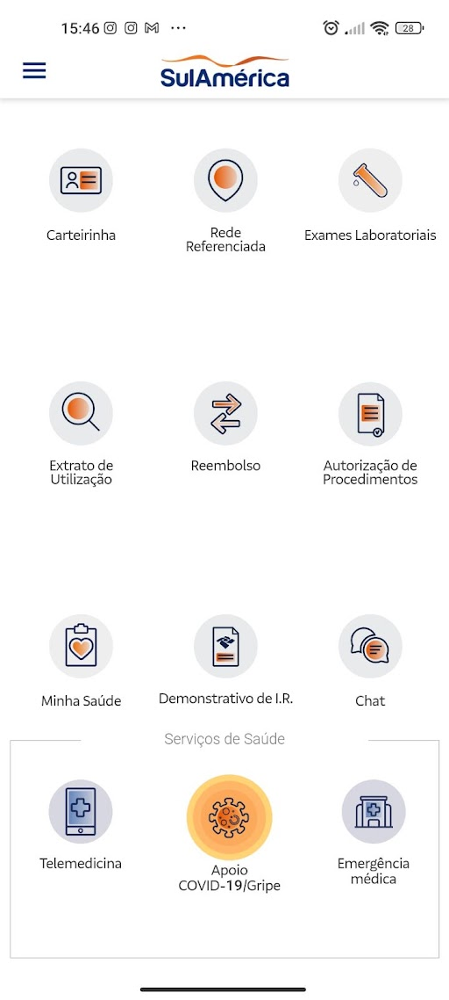 15:46
28
SulAmérica
Carteirinha
Rede
Referenciada
Exames Laboratoriais
Extrato de
Utilização
Reembolso
Autorização de
Procedimentos
Minha Saúde
Demonstrativo de I.R.
Chat
Serviços de Saúde
Telemedicina
Apoio
COVID-19/Gripe
Emergência
médica